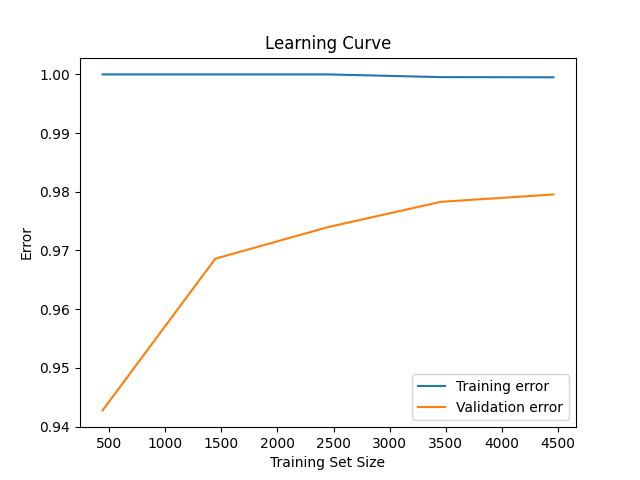 Learning Curve
1.00
0.99
0.98
0.97
0.96
0.95
0.94
Error
Training error
Validation error
500 1000 1500 2000 2500 3000 3500 4000 4500
Training Set Size